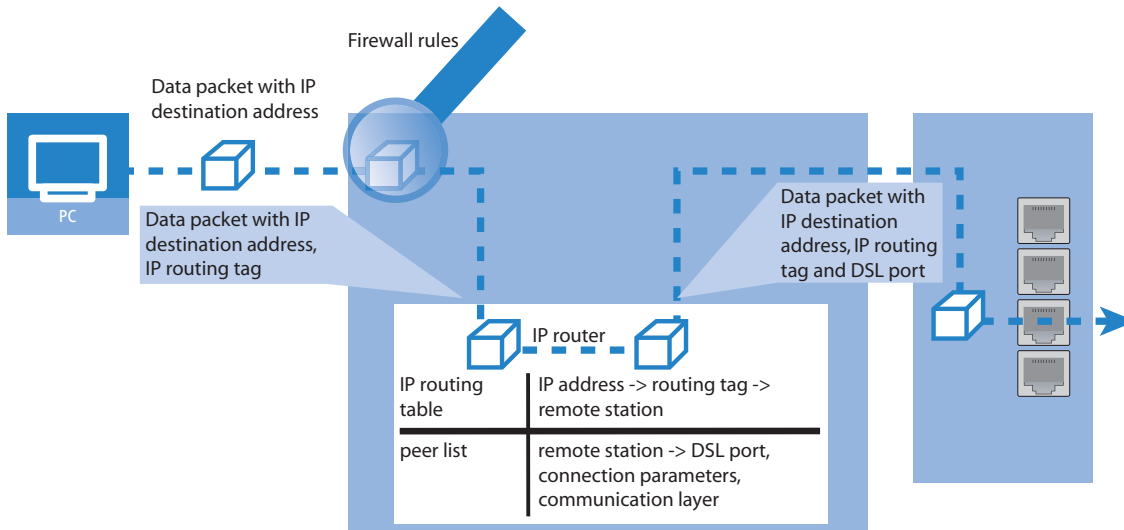 Firewall rules
Data packet with IP
destination address
PC
Data packet with IP
destination address,
IP routing tag
Data packet with
IP destination
address, IP routing
tag and DSL port
IP router
IP routing
table
IP address -> routing tag ->
remote station
peer list
remote station -> DSL port,
connection parameters,
communication layer